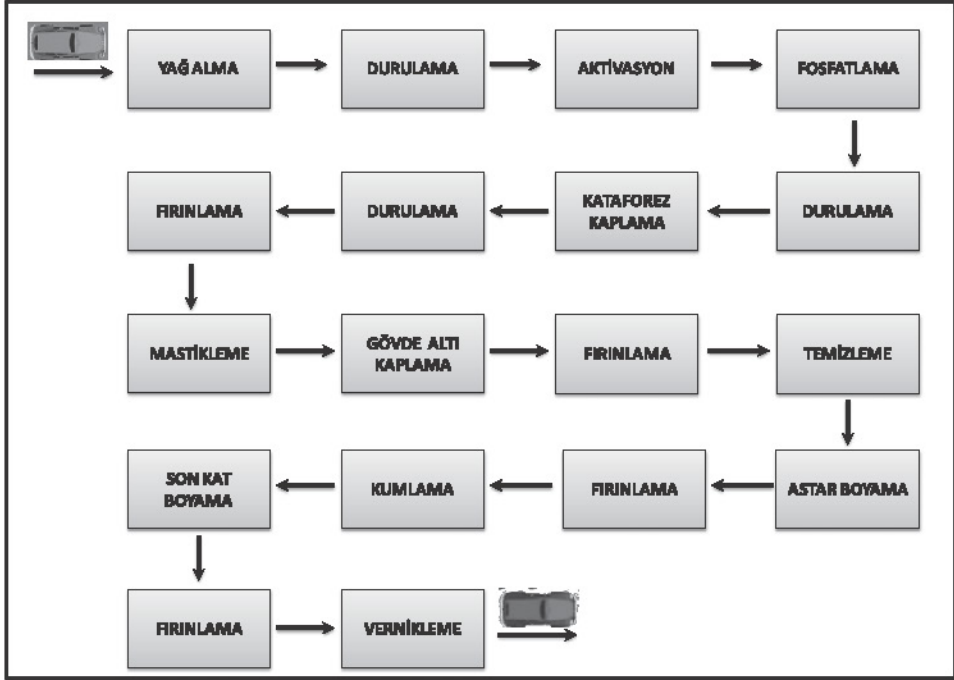 YAĞ ALMA
DURULAMA
AKTİVASYON
FOSFATLAMA
DURULAMA
KATAFOREZ
KAPLAMA
DURULAMA
FIRINLAMA
MASTİKLEME
GÖVDE ALTI
KAPLAMA
FIRINLAMA
TEMİZLEME
ASTAR BOYAMA
FIRINLAMA
KUMLAMA
SON KAT
BOYAMA
FIRINLAMA
VERNİKLEME